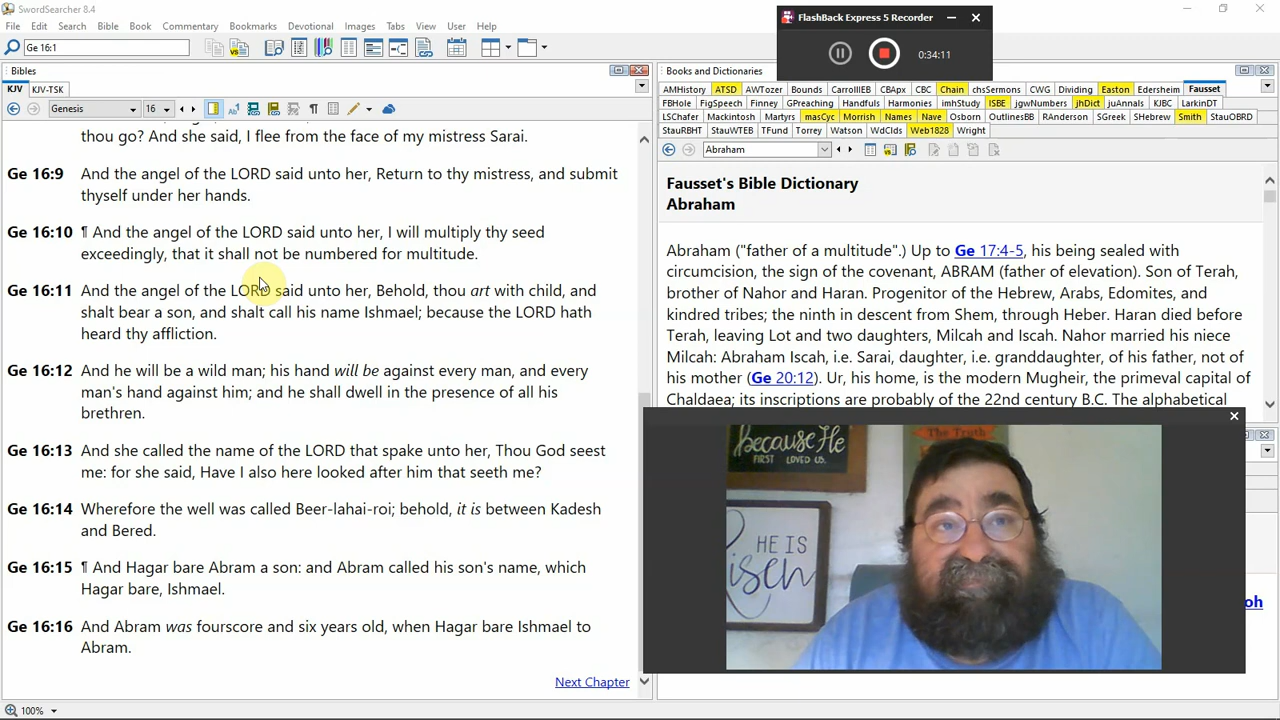 SwordSearcher 8.4
File Edit Search Bible Book Commentary Bookmarks Devotional Images Tabs View User Help
Ge 16:1
FlashBack Express 5 Recorder
0:34:11
Bibles
KJV KJV-TSK
Genesis 16
thou go? And she said, I flee from the face of my mistress Sarai.
Ge 16:9 And the angel of the LORD said unto her, Return to thy mistress, and submit
thyself under her hands.
Ge 16:10 ¶ And the angel of the LORD said unto her, I will multiply thy seed
exceedingly, that it shall not be numbered for multitude.
Ge 16:11 And the angel of the LORD said unto her, Behold, thou art with child, and
shalt bear a son, and shalt call his name Ishmael; because the LORD hath
heard thy affliction.
Ge 16:12 And he will be a wild man; his hand will be against every man, and every
man's hand against him; and he shall dwell in the presence of all his
brethren.
Ge 16:13 And she called the name of the LORD that spake unto her, Thou God seest
me: for she said, Have I also here looked after him that seeth me?
Ge 16:14 Wherefore the well was called Beer-lahai-roi; behold, it is between Kadesh
and Bered.
Ge 16:15 ¶ And Hagar bare Abram a son: and Abram called his son's name, which
Hagar bare, Ishmael.
Ge 16:16 And Abram was fourscore and six years old, when Hagar bare Ishmael to
Abram.
Next Chapter
100%
Books and Dictionaries
AMHistory ATSD AWTozer Bounds CarrollEB CBApx CBC Chain chsSermons CWG Dividing Easton Edersheim Fausset
FBHole FigSpeech Finney GPreaching Handfuls Harmonies imhStudy ISBE jgwNumbers jhDict juAnnals KJBC LarkinDT
LSChafer Mackintosh Martyrs masCyc Morrish Names Nave Osborn OutlinesBB RAnderson SGreek SHebrew Smith StauOBRD
StauRBHT StauWTEB TFund Torrey Watson WdClds Web1828 Wright
Abraham
Fausset's Bible Dictionary
Abraham
Abraham ("father of a multitude".) Up to Ge 17:4-5, his being sealed with
circumcision, the sign of the covenant, ABRAM (father of elevation). Son of Terah,
brother of Nahor and Haran. Progenitor of the Hebrew, Arabs, Edomites, and
kindred tribes; the ninth in descent from Shem, through Heber. Haran died before
Terah, leaving Lot and two daughters, Milcah and Iscah. Nahor married his niece
Milcah: Abraham Iscah, i.e. Sarai, daughter, i.e. granddaughter, of his father, not of
his mother (Ge 20:12). Ur, his home, is the modern Mugheir, the primeval capital of
Chaldaea; its inscriptions are probably of the 22nd century B.C. The alphabetical
because He
FIRST LOVED US.
The Truth
HE IS
Risen
oh